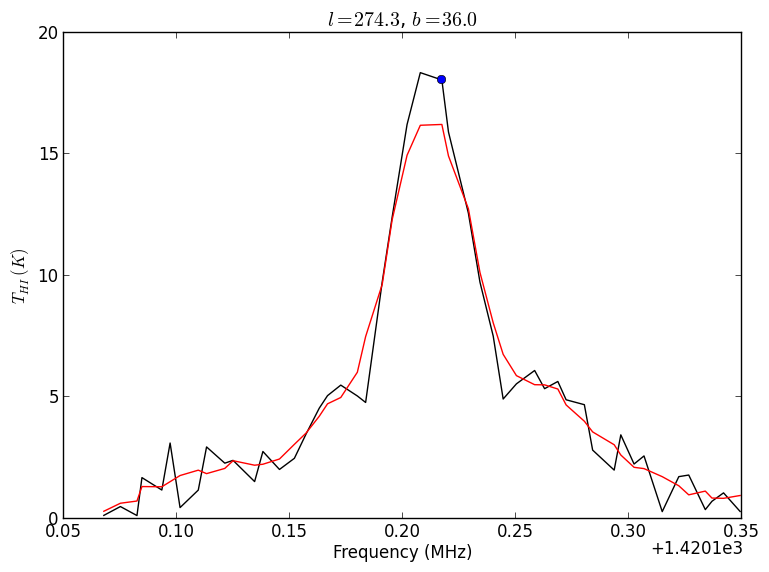 l = 274.3, b = 36.0
20
15
10
5
0
T_HI (K)
0.05 0.10 0.15 0.20 0.25 0.30 0.35
Frequency (MHz)
+1.4201e3